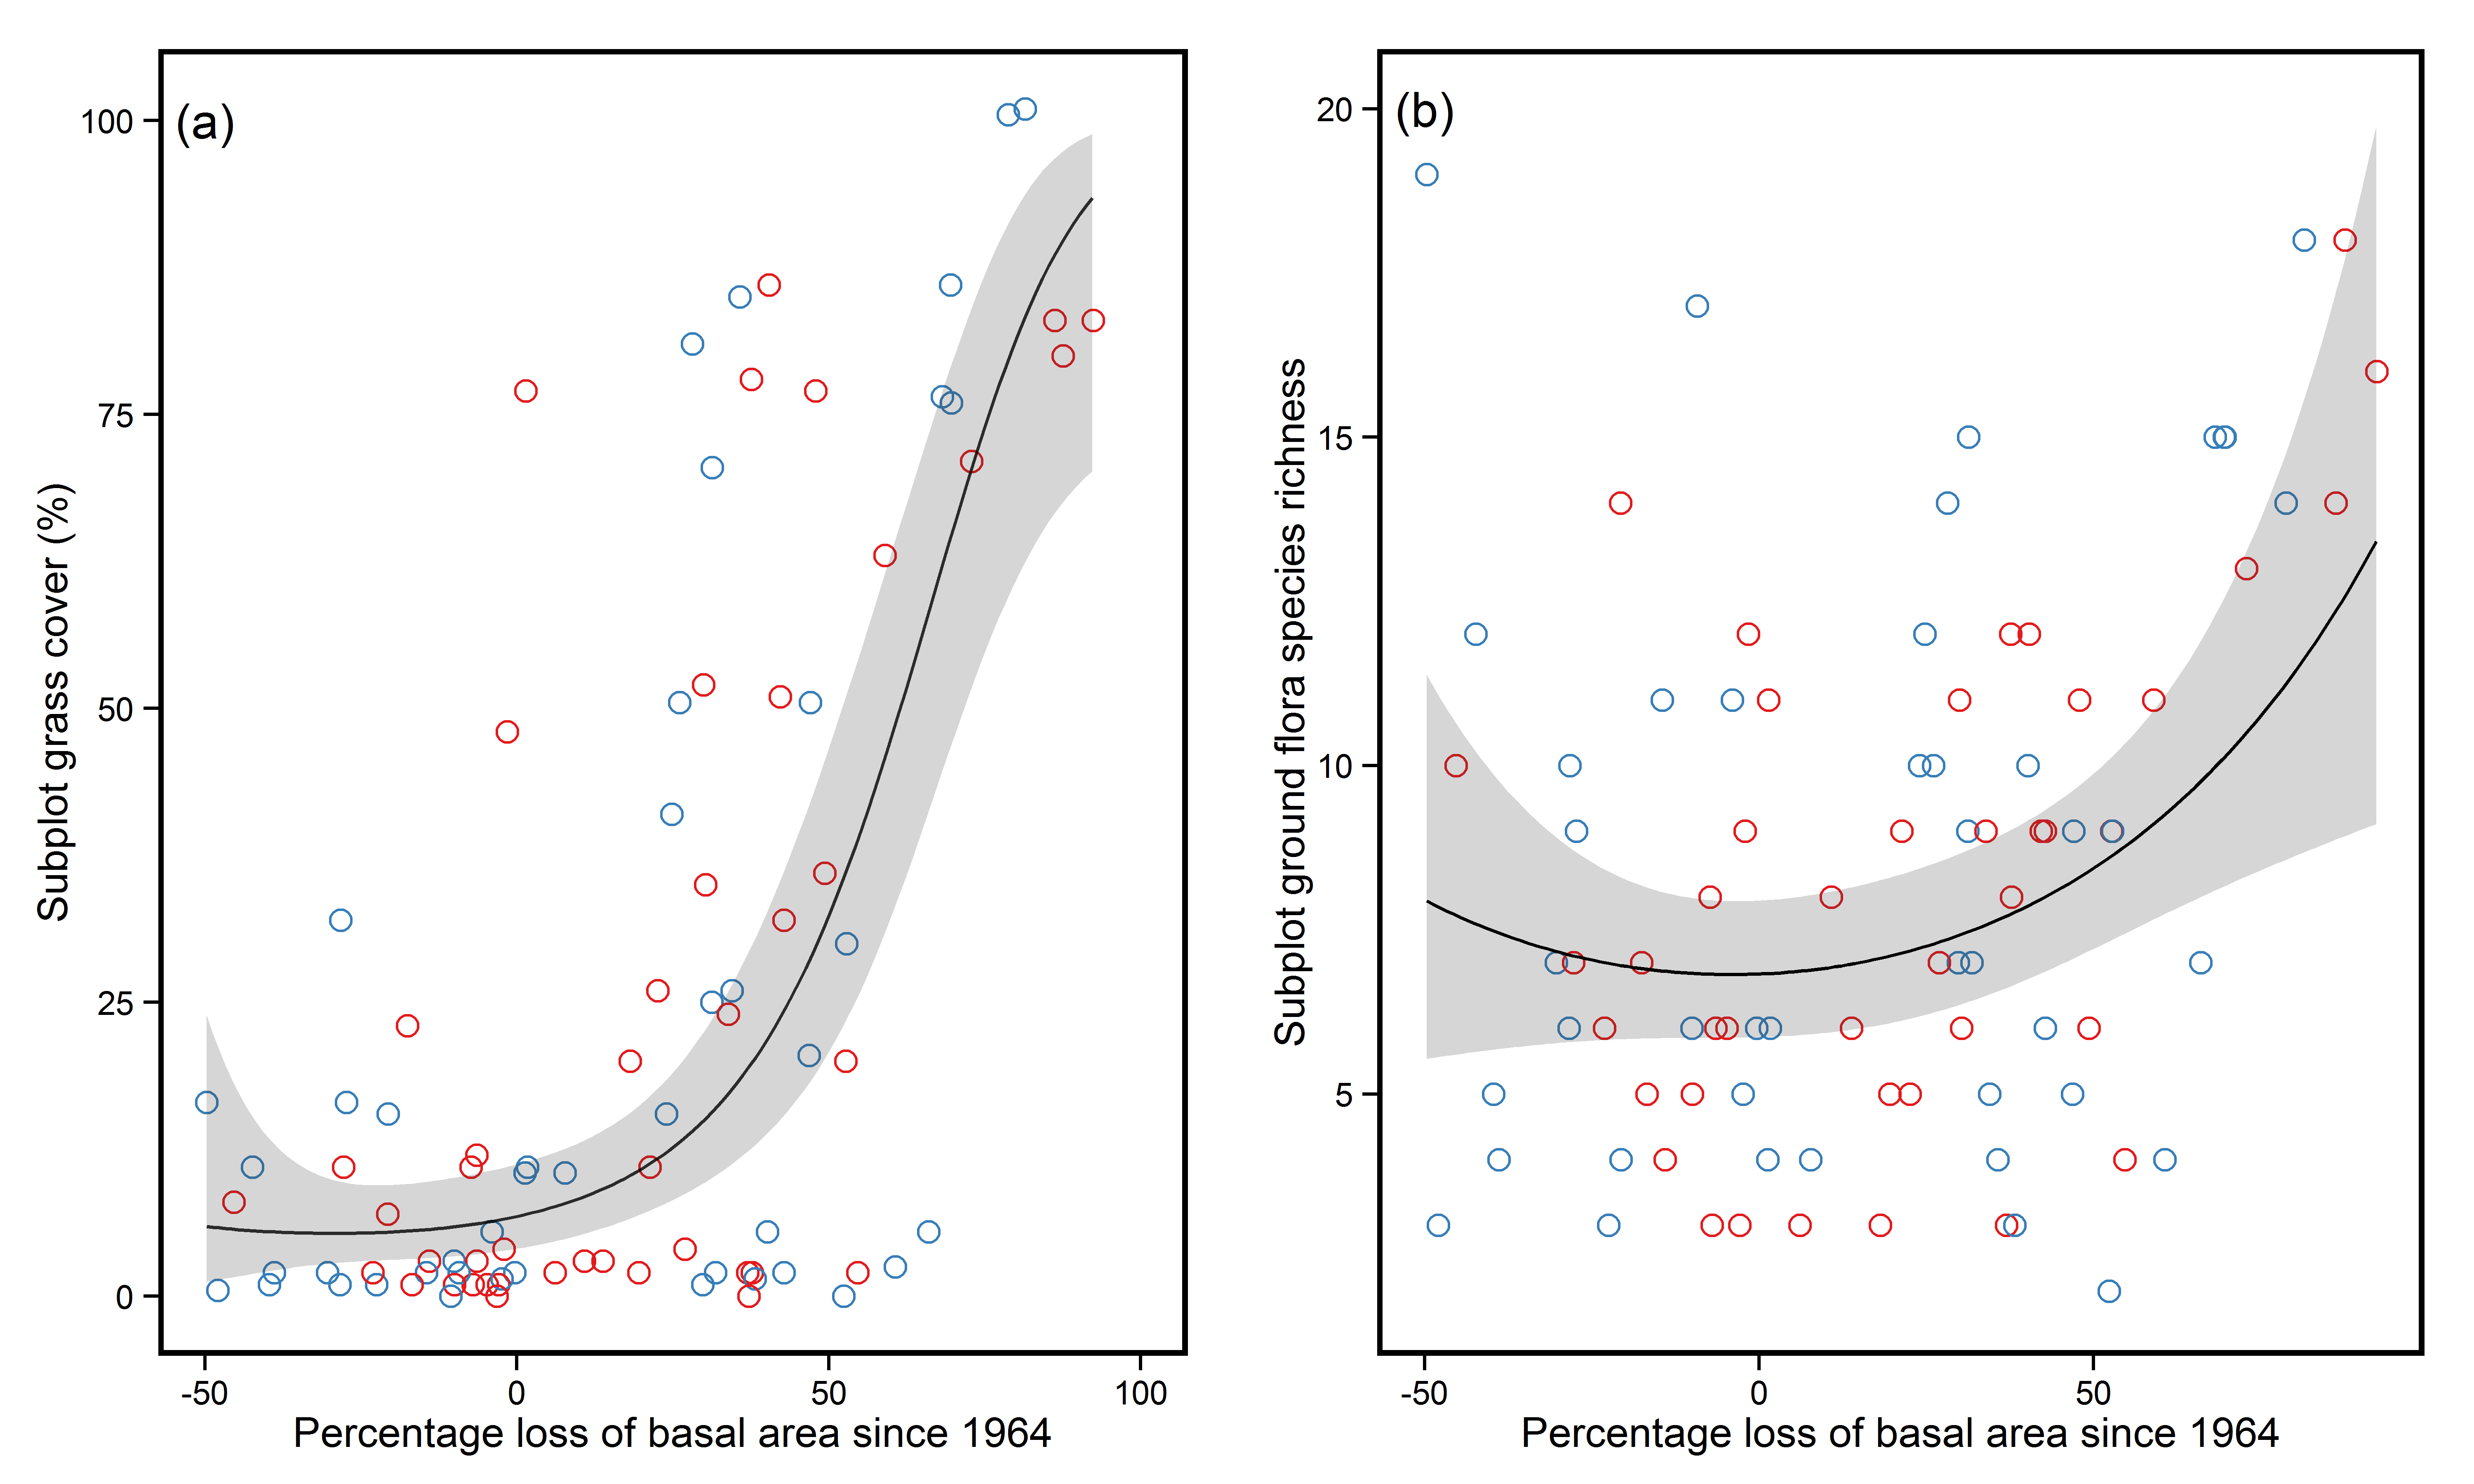 (a)
100
75
50
25
0
Subplot grass cover (%)
-50 0 50 100
Percentage loss of basal area since 1964
(b)
20
15
10
5
Subplot ground flora species richness
-50 0 50
Percentage loss of basal area since 1964